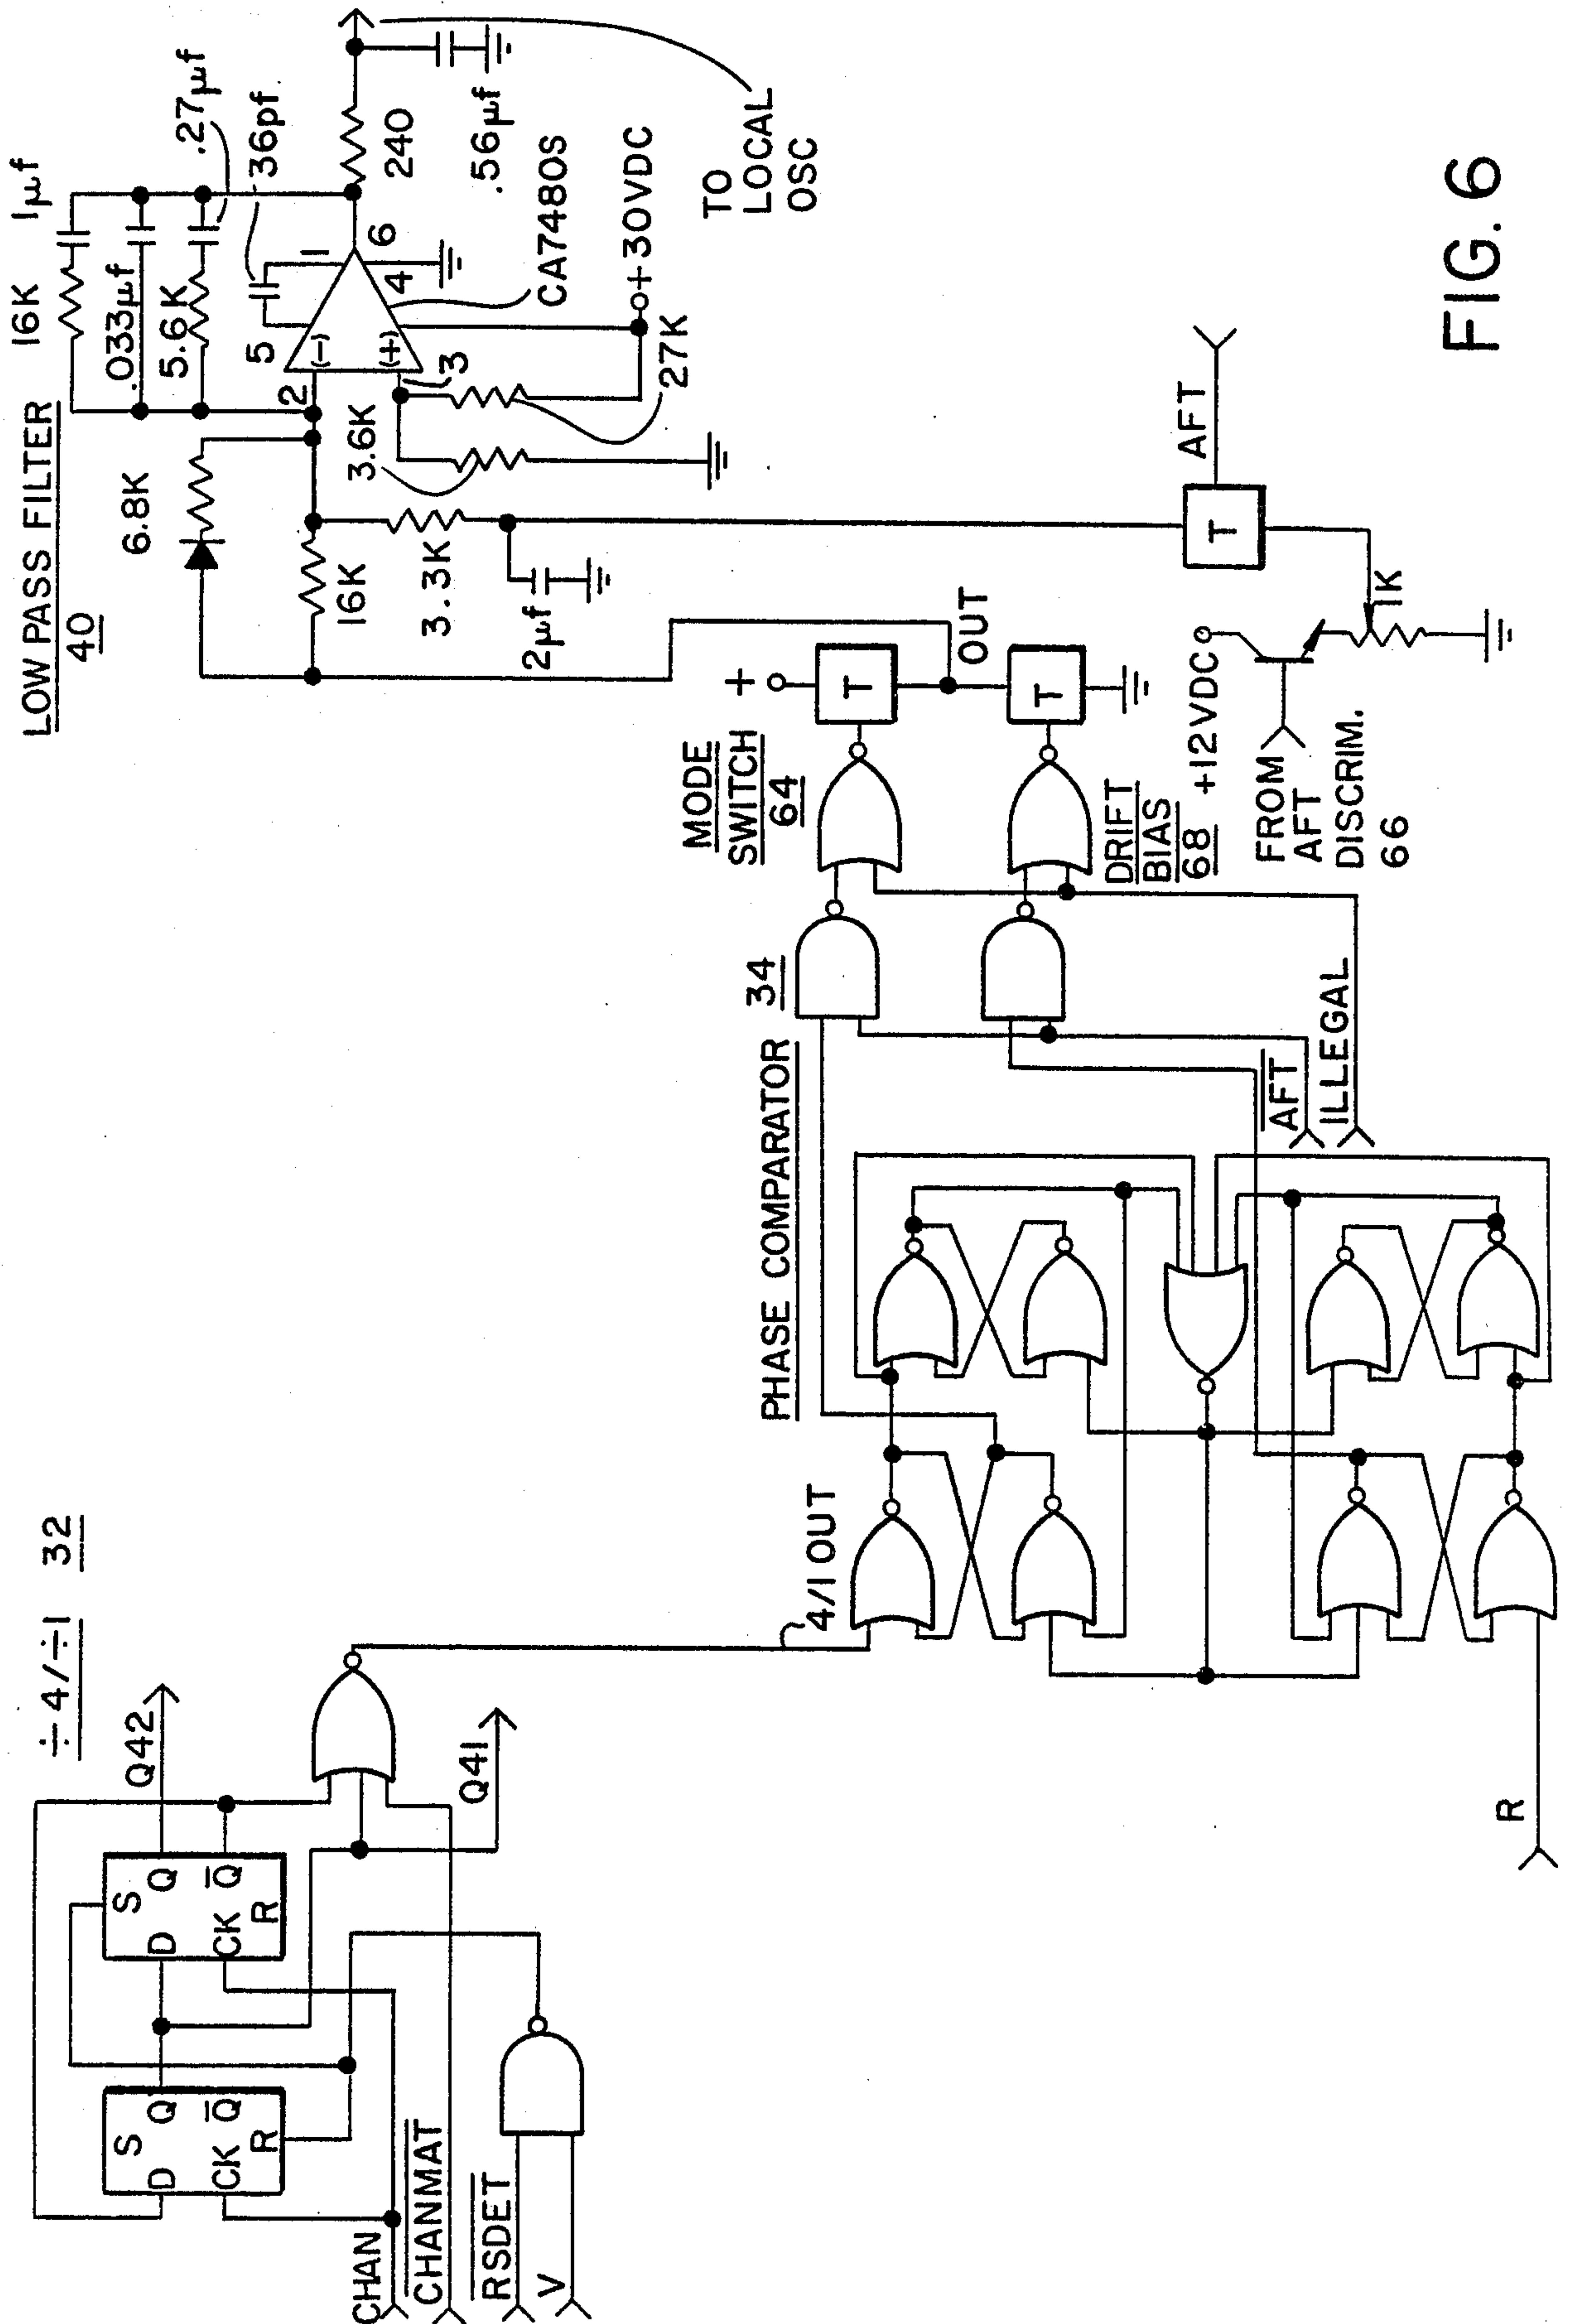 LOW PASS FILTER
40
16K
1µf
.033µf
5.6K
.27µf
36pf
6.8K
16K
3.3K
2µf
3.6K
27K
2
(-)
(+)
3
5
1
6
4
240
.56µf
CA7480S
+30VDC
TO
LOCAL
OSC
÷4/÷1 32
Q42
Q41
S
D
Q
CK
Q
R
S
D
Q
CK
Q
R
CHAN
CHANMAT
RSDET
V
4/1 OUT
PHASE COMPARATOR
34
MODE
SWITCH
64
+
T
OUT
T
DRIFT
BIAS
68
+12VDC
FROM
AFT
DISCRIM.
66
1K
T
AFT
AFT
ILLEGAL
R
FIG. 6